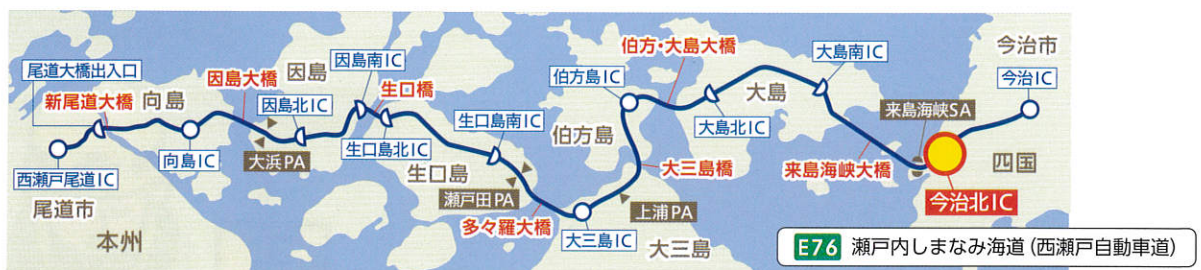 尾道大橋出入口
新尾道大橋
向島
因島大橋
因島
因島南IC
生口橋
因島北IC
向島IC
大浜PA
生口島北IC
西瀬戸尾道IC
尾道市
本州
生口島
生口島南IC
瀬戸田PA
多々羅大橋
伯方・大島大橋
伯方島IC
伯方島
大三島橋
上浦PA
大三島IC
大三島
大島北IC
大島
大島南IC
来島海峡SA
来島海峡大橋
今治市
今治IC
四国
今治北IC
E76 瀬戸内しまなみ海道(西瀬戸自動車道)